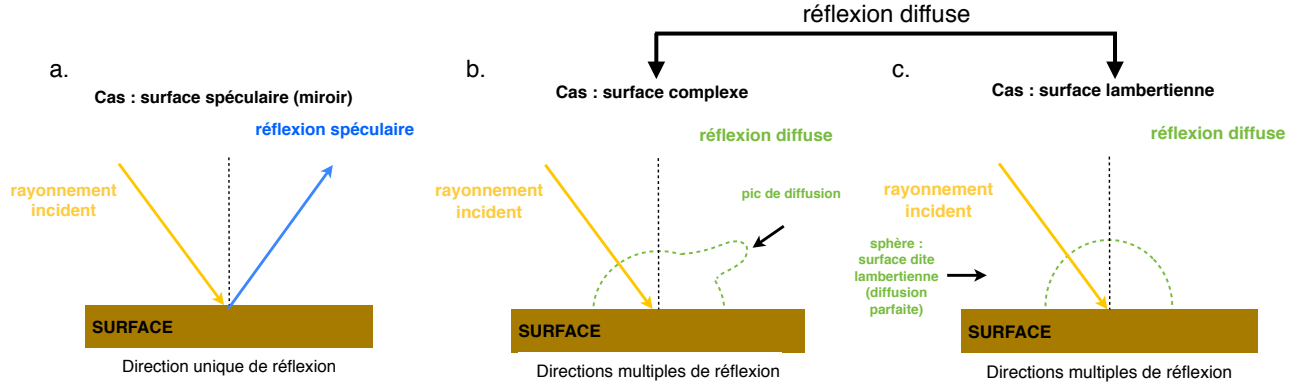 réflexion diffuse
a.
Cas : surface spéculaire (miroir)
réflexion spéculaire
rayonnement
incident
SURFACE
Direction unique de réflexion
b.
Cas : surface complexe
réflexion diffuse
rayonnement
incident
pic de diffusion
SURFACE
Directions multiples de réflexion
c.
Cas : surface lambertienne
réflexion diffuse
rayonnement
incident
sphère :
surface dite
lambertienne
(diffusion
parfaite)
SURFACE
Directions multiples de réflexion